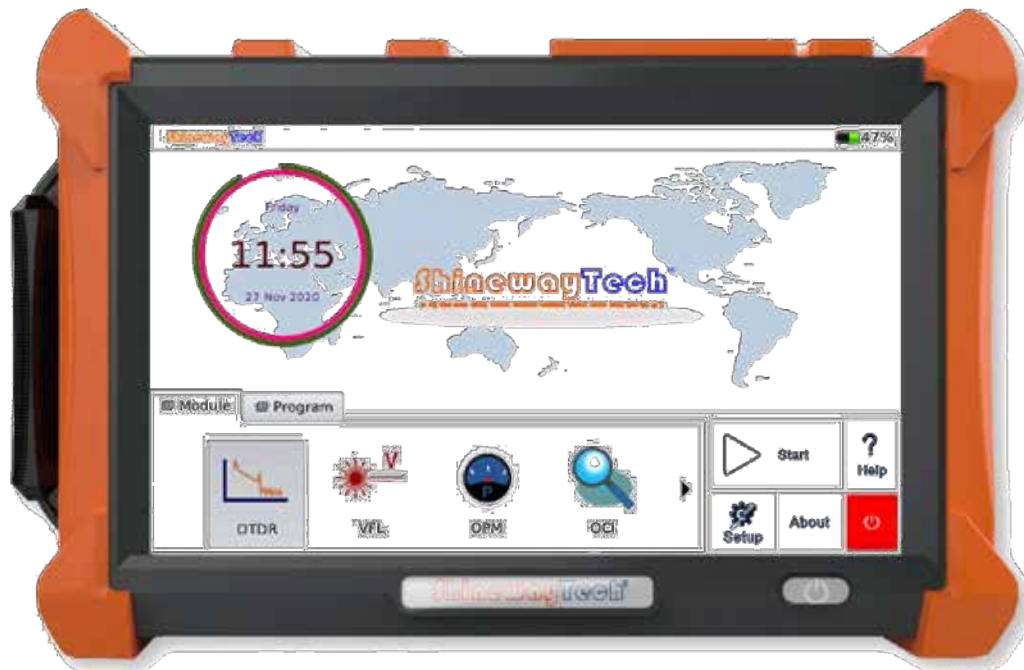 ShinewayTech
47%
Friday
11:55
27 Nov 2020
ShinewayTech®
Module
Program
Start
?
Help
V
P
OTDR
VFL
OPM
OCI
Setup
About
ShinewayTech®